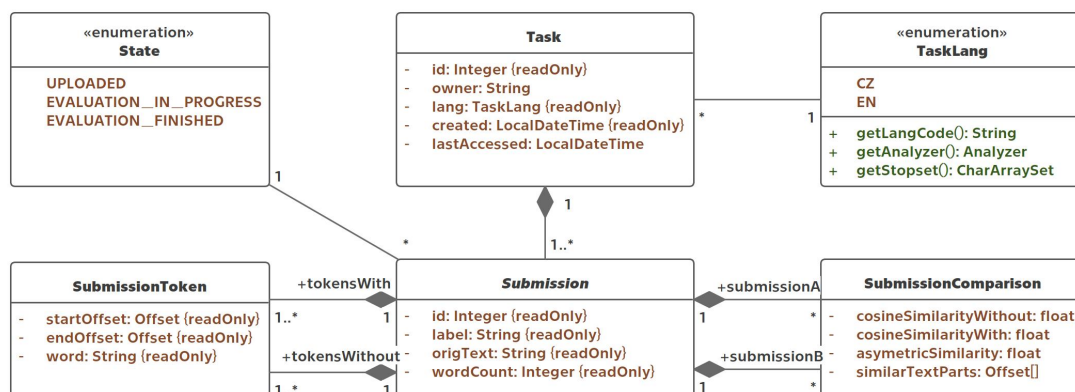 «enumeration»
State
UPLOADED
EVALUATION_IN_PROGRESS
EVALUATION_FINISHED
Task
- id: Integer {readOnly}
- owner: String
- lang: TaskLang {readOnly}
- created: LocalDateTime {readOnly}
- lastAccessed: LocalDateTime
«enumeration»
TaskLang
CZ
EN
+ getLangCode(): String
+ getAnalyzer(): Analyzer
+ getStopset(): CharArraySet
* 1
1 *
1
1..*
SubmissionToken
- startOffset: Offset {readOnly}
- endOffset: Offset {readOnly}
- word: String {readOnly}
+tokensWith
1..* 1
+tokensWithout
1..* 1
Submission
- id: Integer {readOnly}
- label: String {readOnly}
- origText: String {readOnly}
- wordCount: Integer {readOnly}
+submissionA
1 *
+submissionB
1 *
SubmissionComparison
- cosineSimilarityWithout: float
- cosineSimilarityWith: float
- asymetricSimilarity: float
- similarTextParts: Offset[]